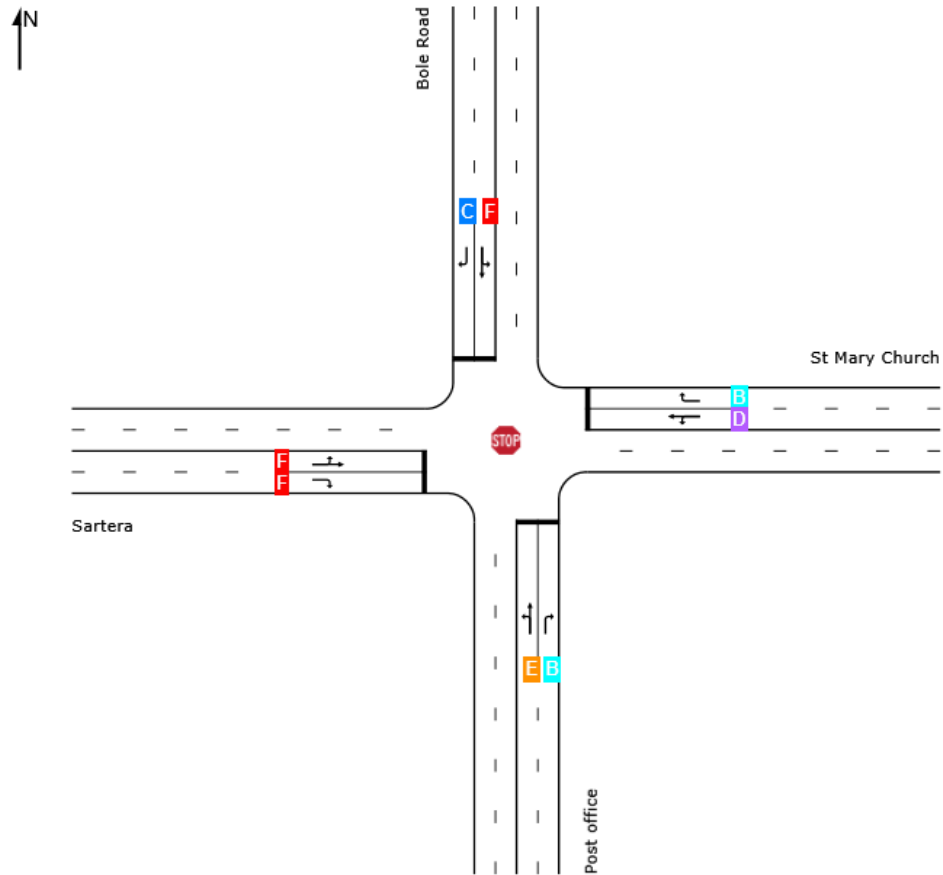 N
Bole Road
C F
St Mary Church
B
D
STOP
F
F
Sartera
E B
Post office